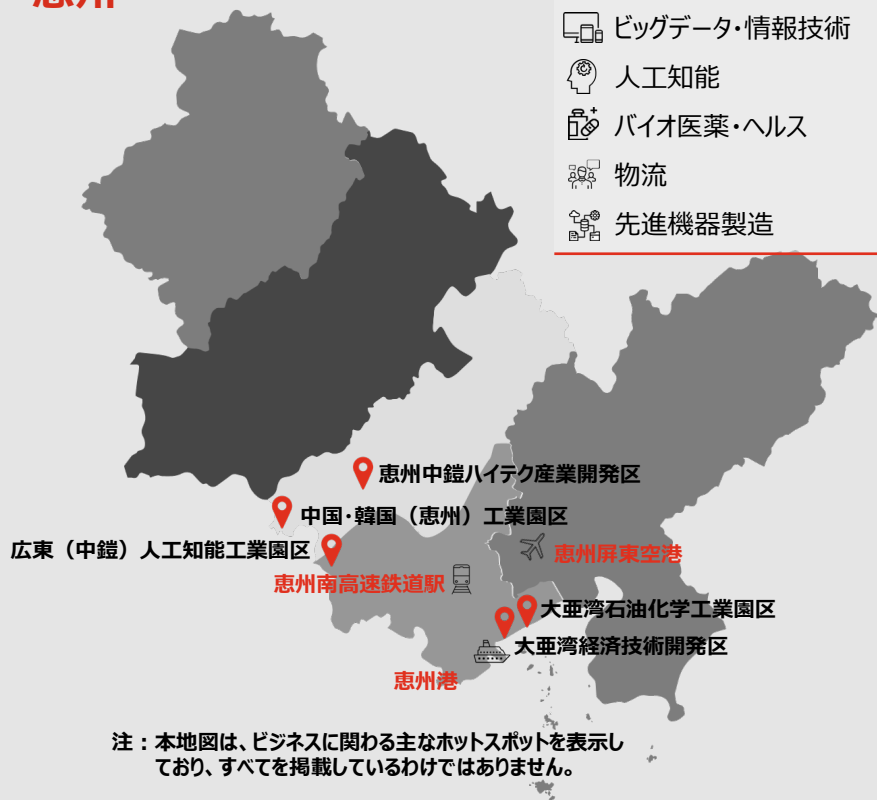 恵州
ビッグデータ・情報技術
人工知能
バイオ医薬・ヘルス
物流
先進機器製造
恵州中鎧ハイテク産業開発区
中国・韓国（恵州）工業園区
広東（中鎧）人工知能工業園区
恵州屏東空港
恵州南高速鉄道駅
大亜湾石油化学工業園区
大亜湾経済技術開発区
恵州港
注：本地図は、ビジネスに関わる主なホットスポットを表示し
ており、すべてを掲載しているわけではありません。